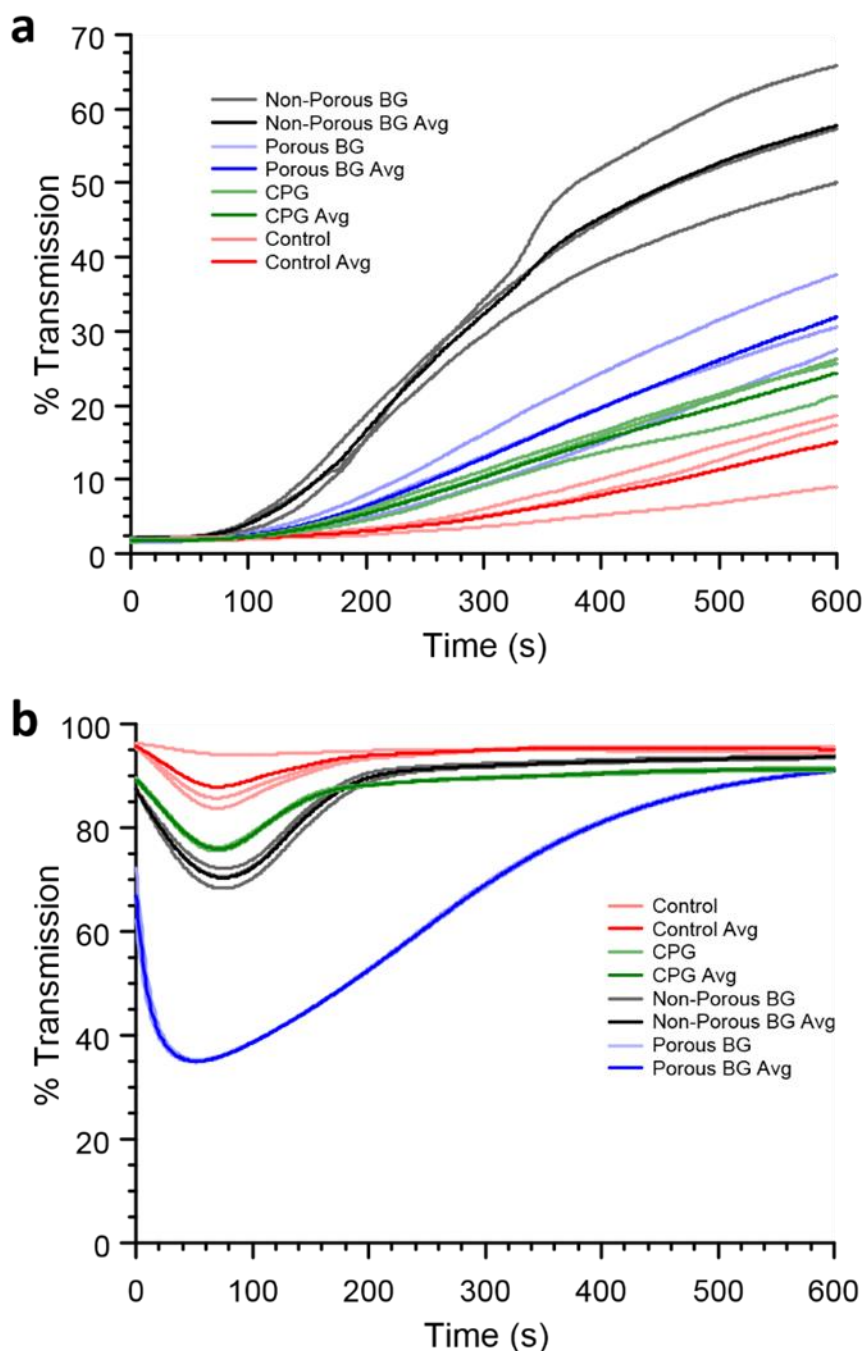 a
70
60
50
40
30
20
10
0
% Transmission
Non-Porous BG
Non-Porous BG Avg
Porous BG
Porous BG Avg
CPG
CPG Avg
Control
Control Avg
0 100 200 300 400 500 600
Time (s)
b
100
80
60
40
20
0
% Transmission
Control
Control Avg
CPG
CPG Avg
Non-Porous BG
Non-Porous BG Avg
Porous BG
Porous BG Avg
0 100 200 300 400 500 600
Time (s)